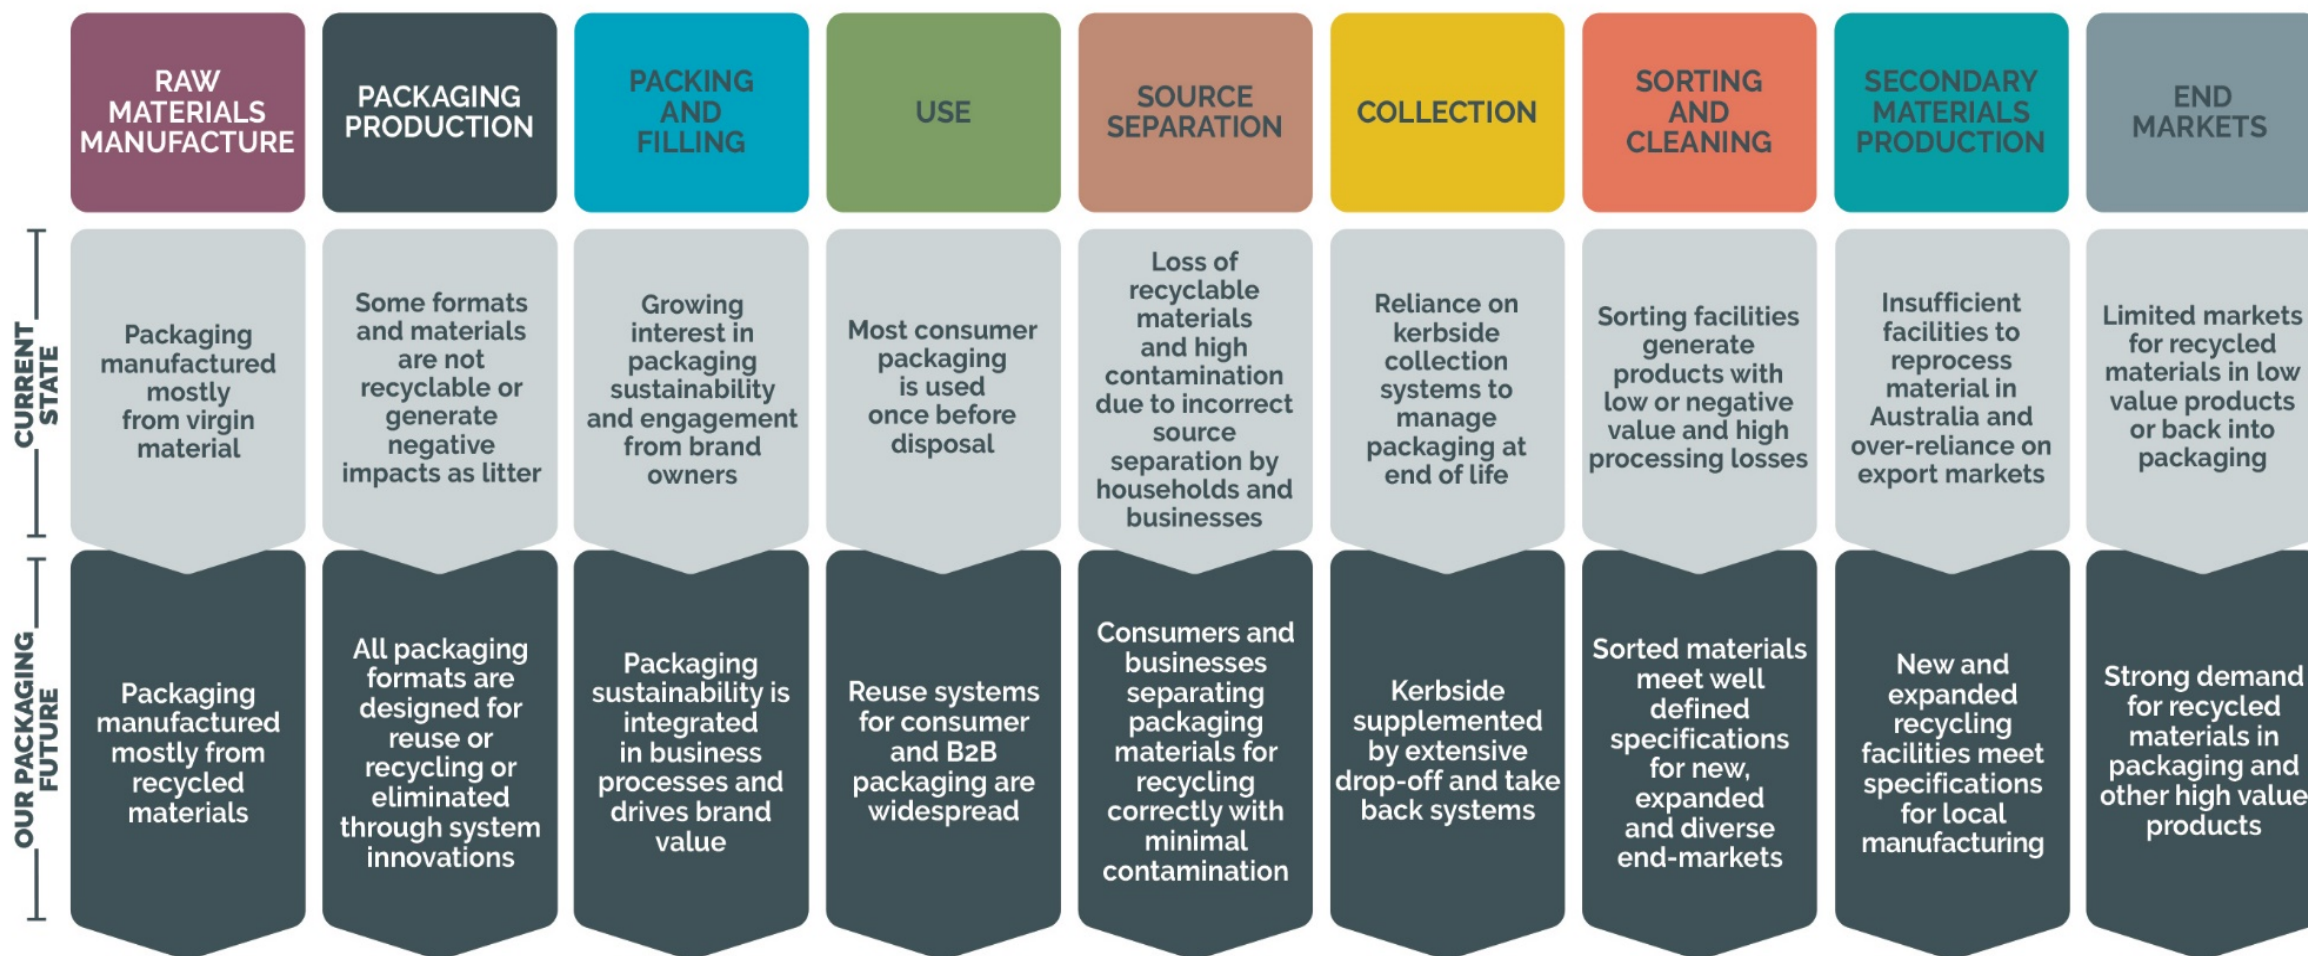 RAW
MATERIALS
MANUFACTURE
PACKAGING
PRODUCTION
PACKING
AND
FILLING
USE
SOURCE
SEPARATION
COLLECTION
SORTING
AND
CLEANING
SECONDARY
MATERIALS
PRODUCTION
END
MARKETS
CURRENT
STATE
Packaging
manufactured
mostly
from virgin
material
Some formats
and materials
are not
recyclable or
generate
negative
impacts as litter
Growing
interest in
packaging
sustainability
and engagement
from brand
owners
Most consumer
packaging
is used
once before
disposal
Loss of
recyclable
materials
and high
contamination
due to incorrect
source
separation by
households and
businesses
Reliance on
kerbside
collection
systems to
manage
packaging at
end of life
Sorting facilities
generate
products with
low or negative
value and high
processing losses
Insufficient
facilities to
reprocess
material in
Australia and
over-reliance on
export markets
Limited markets
for recycled
materials in low
value products
or back into
packaging
OUR PACKAGING
FUTURE
Packaging
manufactured
mostly from
recycled
materials
All packaging
formats are
designed for
reuse or
recycling or
eliminated
through system
innovations
Packaging
sustainability is
integrated
in business
processes and
drives brand
value
Reuse systems
for consumer
and B2B
packaging are
widespread
Consumers and
businesses
separating
packaging
materials for
recycling
correctly with
minimal
contamination
Kerbside
supplemented
by extensive
drop-off and take
back systems
Sorted materials
meet well
defined
specifications
for new,
expanded
and diverse
end-markets
New and
expanded
recycling
facilities meet
specifications
for local
manufacturing
Strong demand
for recycled
materials in
packaging and
other high value
products